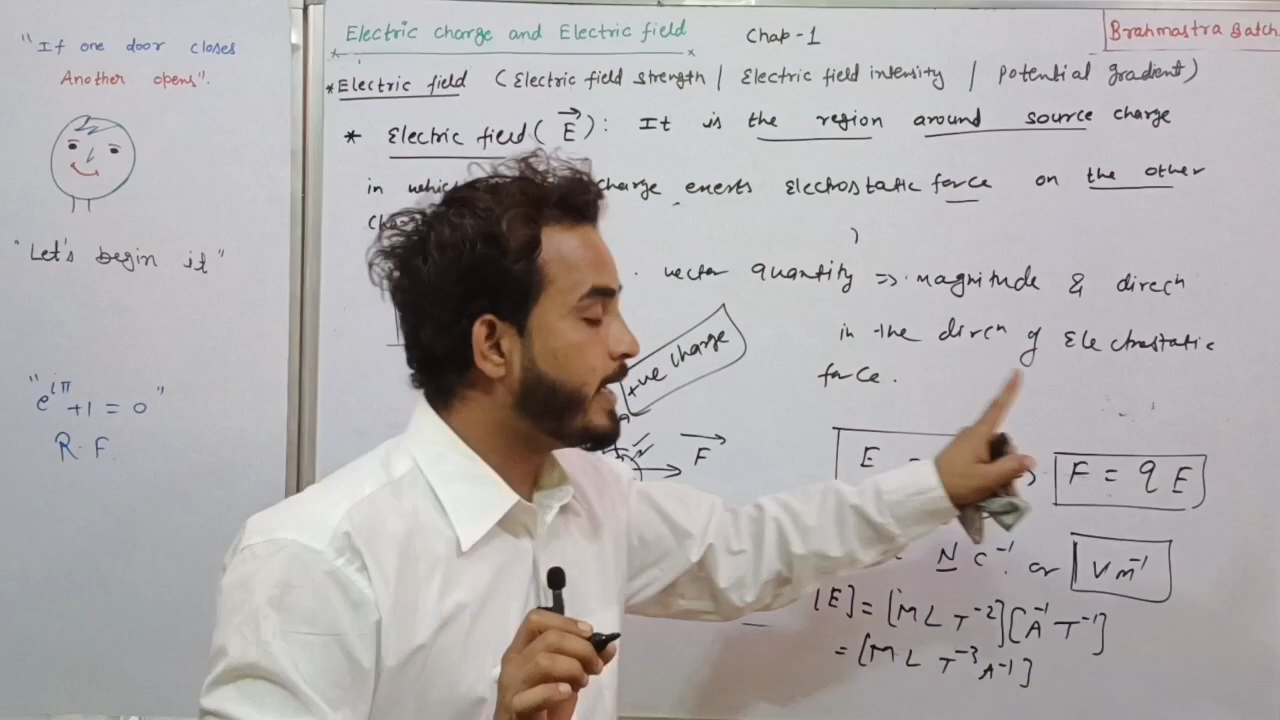 "If one door closes
Another opens".
"Let's begin it"
"e^iπ +1 = 0"
R. F.
Electric charge and Electric field Chap-1
Brahmastra Batch
* Electric field (Electric field strength / Electric field intensity / Potential gradient)
* Electric field (E→): It is the region around source charge
in which charge exerts Electrostatic force on the other
vector quantity => magnitude & direcn
in the dircn of Electrostatic
force.
+ve charge
F→
E
F = q E
N C⁻¹ or V m⁻¹
[E] = [M L T⁻²][A⁻¹ T⁻¹]
= [M L T⁻³ A⁻¹]